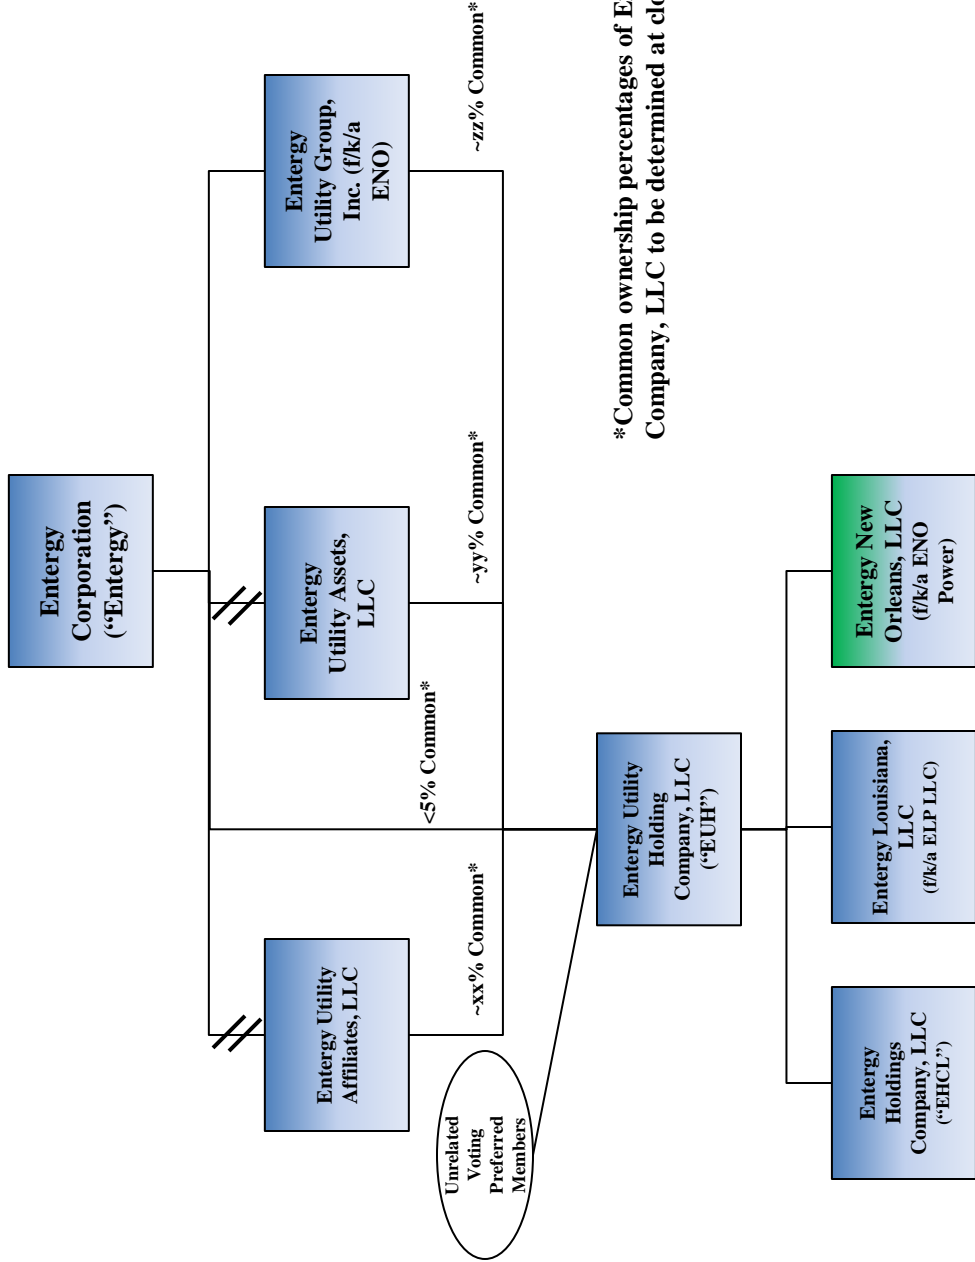 Entergy
Corporation
(“Entergy”)
Entergy Utility
Affiliates, LLC
Entergy
Utility Assets,
LLC
Entergy
Utility Group,
Inc. (f/k/a
ENO)
<5% Common*
~xx% Common*
~yy% Common*
~zz% Common*
Unrelated
Voting
Preferred
Members
Entergy Utility
Holding
Company, LLC
(“EUH”)
*Common ownership percentages of
Company, LLC to be determined at
Entergy
Holdings
Company, LLC
(“EHCL”)
Entergy Louisiana,
LLC
(f/k/a ELP LLC)
Entergy New
Orleans, LLC
(f/k/a ENO
Power)